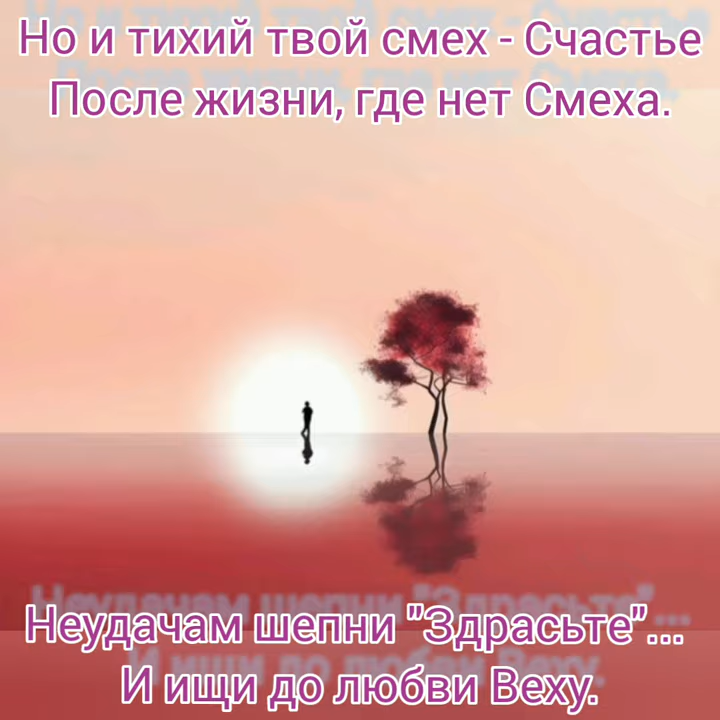 Но и тихий твой смех - Счастье
После жизни, где нет Смеха.
Неудачам шепни "Здрасьте"...
И ищи до любви Веху.